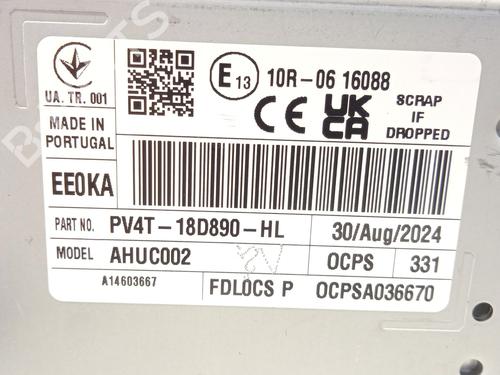 UA. TR. 001
MADE IN
PORTUGAL
E13 10R-06 16088
CE UK CA
SCRAP
IF
DROPPED
EE0KA
PART NO. PV4T-18D890-HL 30/Aug/2024
MODEL AHUC002 OCPS 331
A14603667 FDL0CS P OCPSA036670